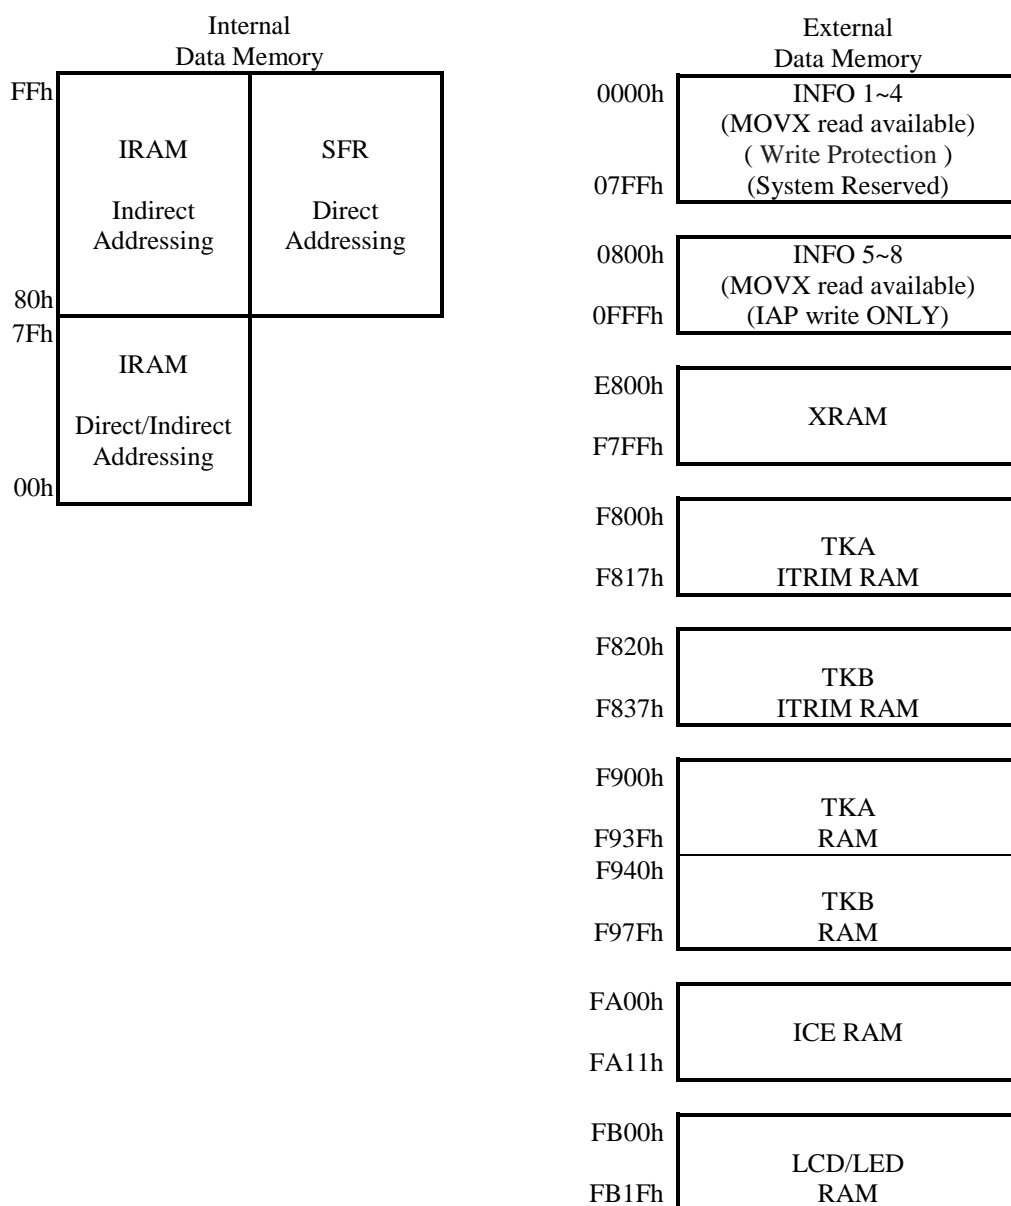 Internal
Data Memory
FFh
IRAM
Indirect
Addressing
SFR
Direct
Addressing
80h
7Fh
IRAM
Direct/Indirect
Addressing
00h
External
Data Memory
0000h
INFO 1~4
(MOVX read available)
( Write Protection )
07FFh
(System Reserved)
0800h
INFO 5~8
(MOVX read available)
0FFFh
(IAP write ONLY)
E800h
XRAM
F7FFh
F800h
TKA
F817h
ITRIM RAM
F820h
TKB
F837h
ITRIM RAM
F900h
TKA
F93Fh
RAM
F940h
TKB
F97Fh
RAM
FA00h
ICE RAM
FA11h
FB00h
LCD/LED
FB1Fh
RAM